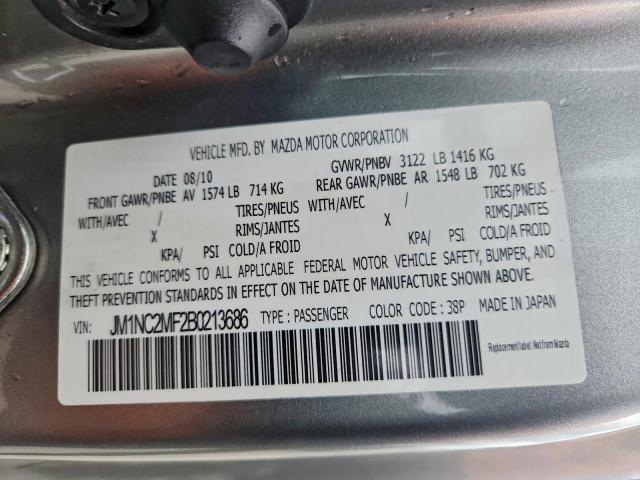 VEHICLE MFD. BY MAZDA MOTOR CORPORATION
DATE 08/10 GVWR/PNBV 3122 LB 1416 KG
FRONT GAWR/PNBE AV 1574 LB 714 KG REAR GAWR/PNBE AR 1548 LB 702 KG
WITH/AVEC / TIRES/PNEUS WITH/AVEC / TIRES/PNEUS
X RIMS/JANTES X RIMS/JANTES
KPA/ PSI COLD/A FROID KPA/ PSI COLD/A FROID
THIS VEHICLE CONFORMS TO ALL APPLICABLE FEDERAL MOTOR VEHICLE SAFETY, BUMPER, AND
THEFT PREVENTION STANDARDS IN EFFECT ON THE DATE OF MANUFACTURE SHOWN ABOVE.
VIN: JM1NC2MF2B0213686 TYPE : PASSENGER COLOR CODE : 38P MADE IN JAPAN
Replacement label: Not from Mazda